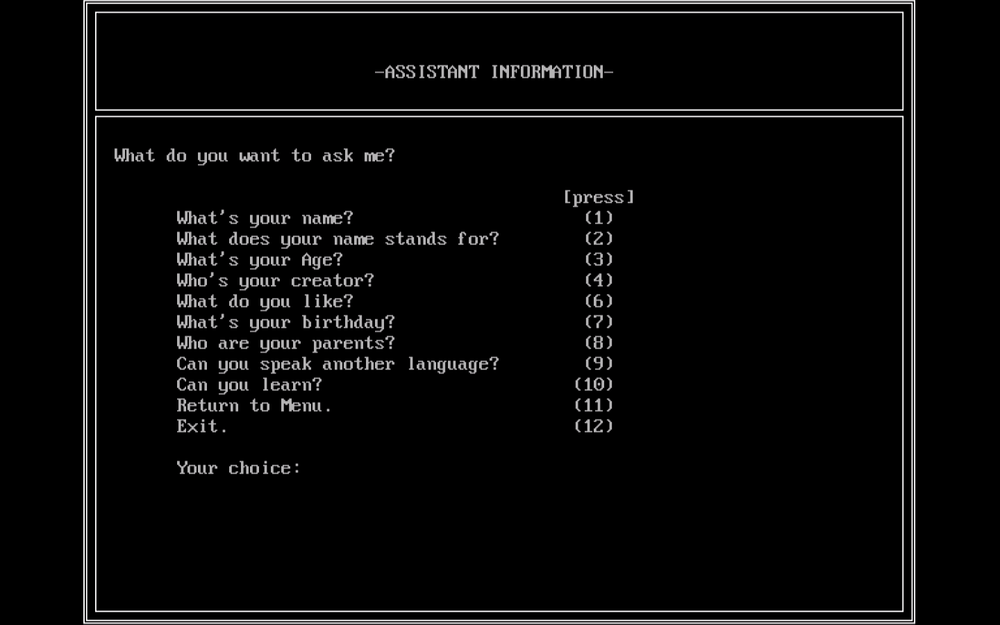 -ASSISTANT INFORMATION-
What do you want to ask me?
[press]
What's your name? (1)
What does your name stands for? (2)
What's your Age? (3)
Who's your creator? (4)
What do you like? (6)
What's your birthday? (7)
Who are your parents? (8)
Can you speak another language? (9)
Can you learn? (10)
Return to Menu. (11)
Exit. (12)
Your choice: